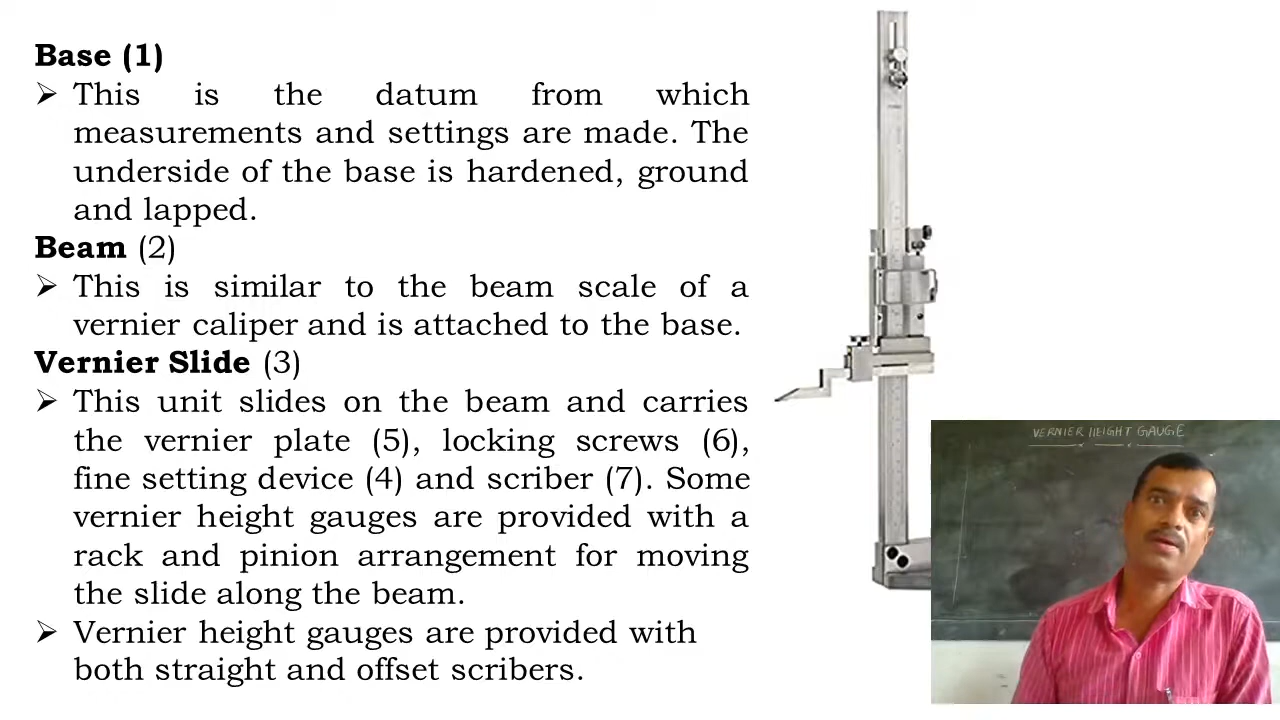 Base (1)
➢ This is the datum from which
measurements and settings are made. The
underside of the base is hardened, ground
and lapped.
Beam (2)
➢ This is similar to the beam scale of a
vernier caliper and is attached to the base.
Vernier Slide (3)
➢ This unit slides on the beam and carries
the vernier plate (5), locking screws (6),
fine setting device (4) and scriber (7). Some
vernier height gauges are provided with a
rack and pinion arrangement for moving
the slide along the beam.
➢ Vernier height gauges are provided with
both straight and offset scribers.
VERNIER HEIGHT GAUGE